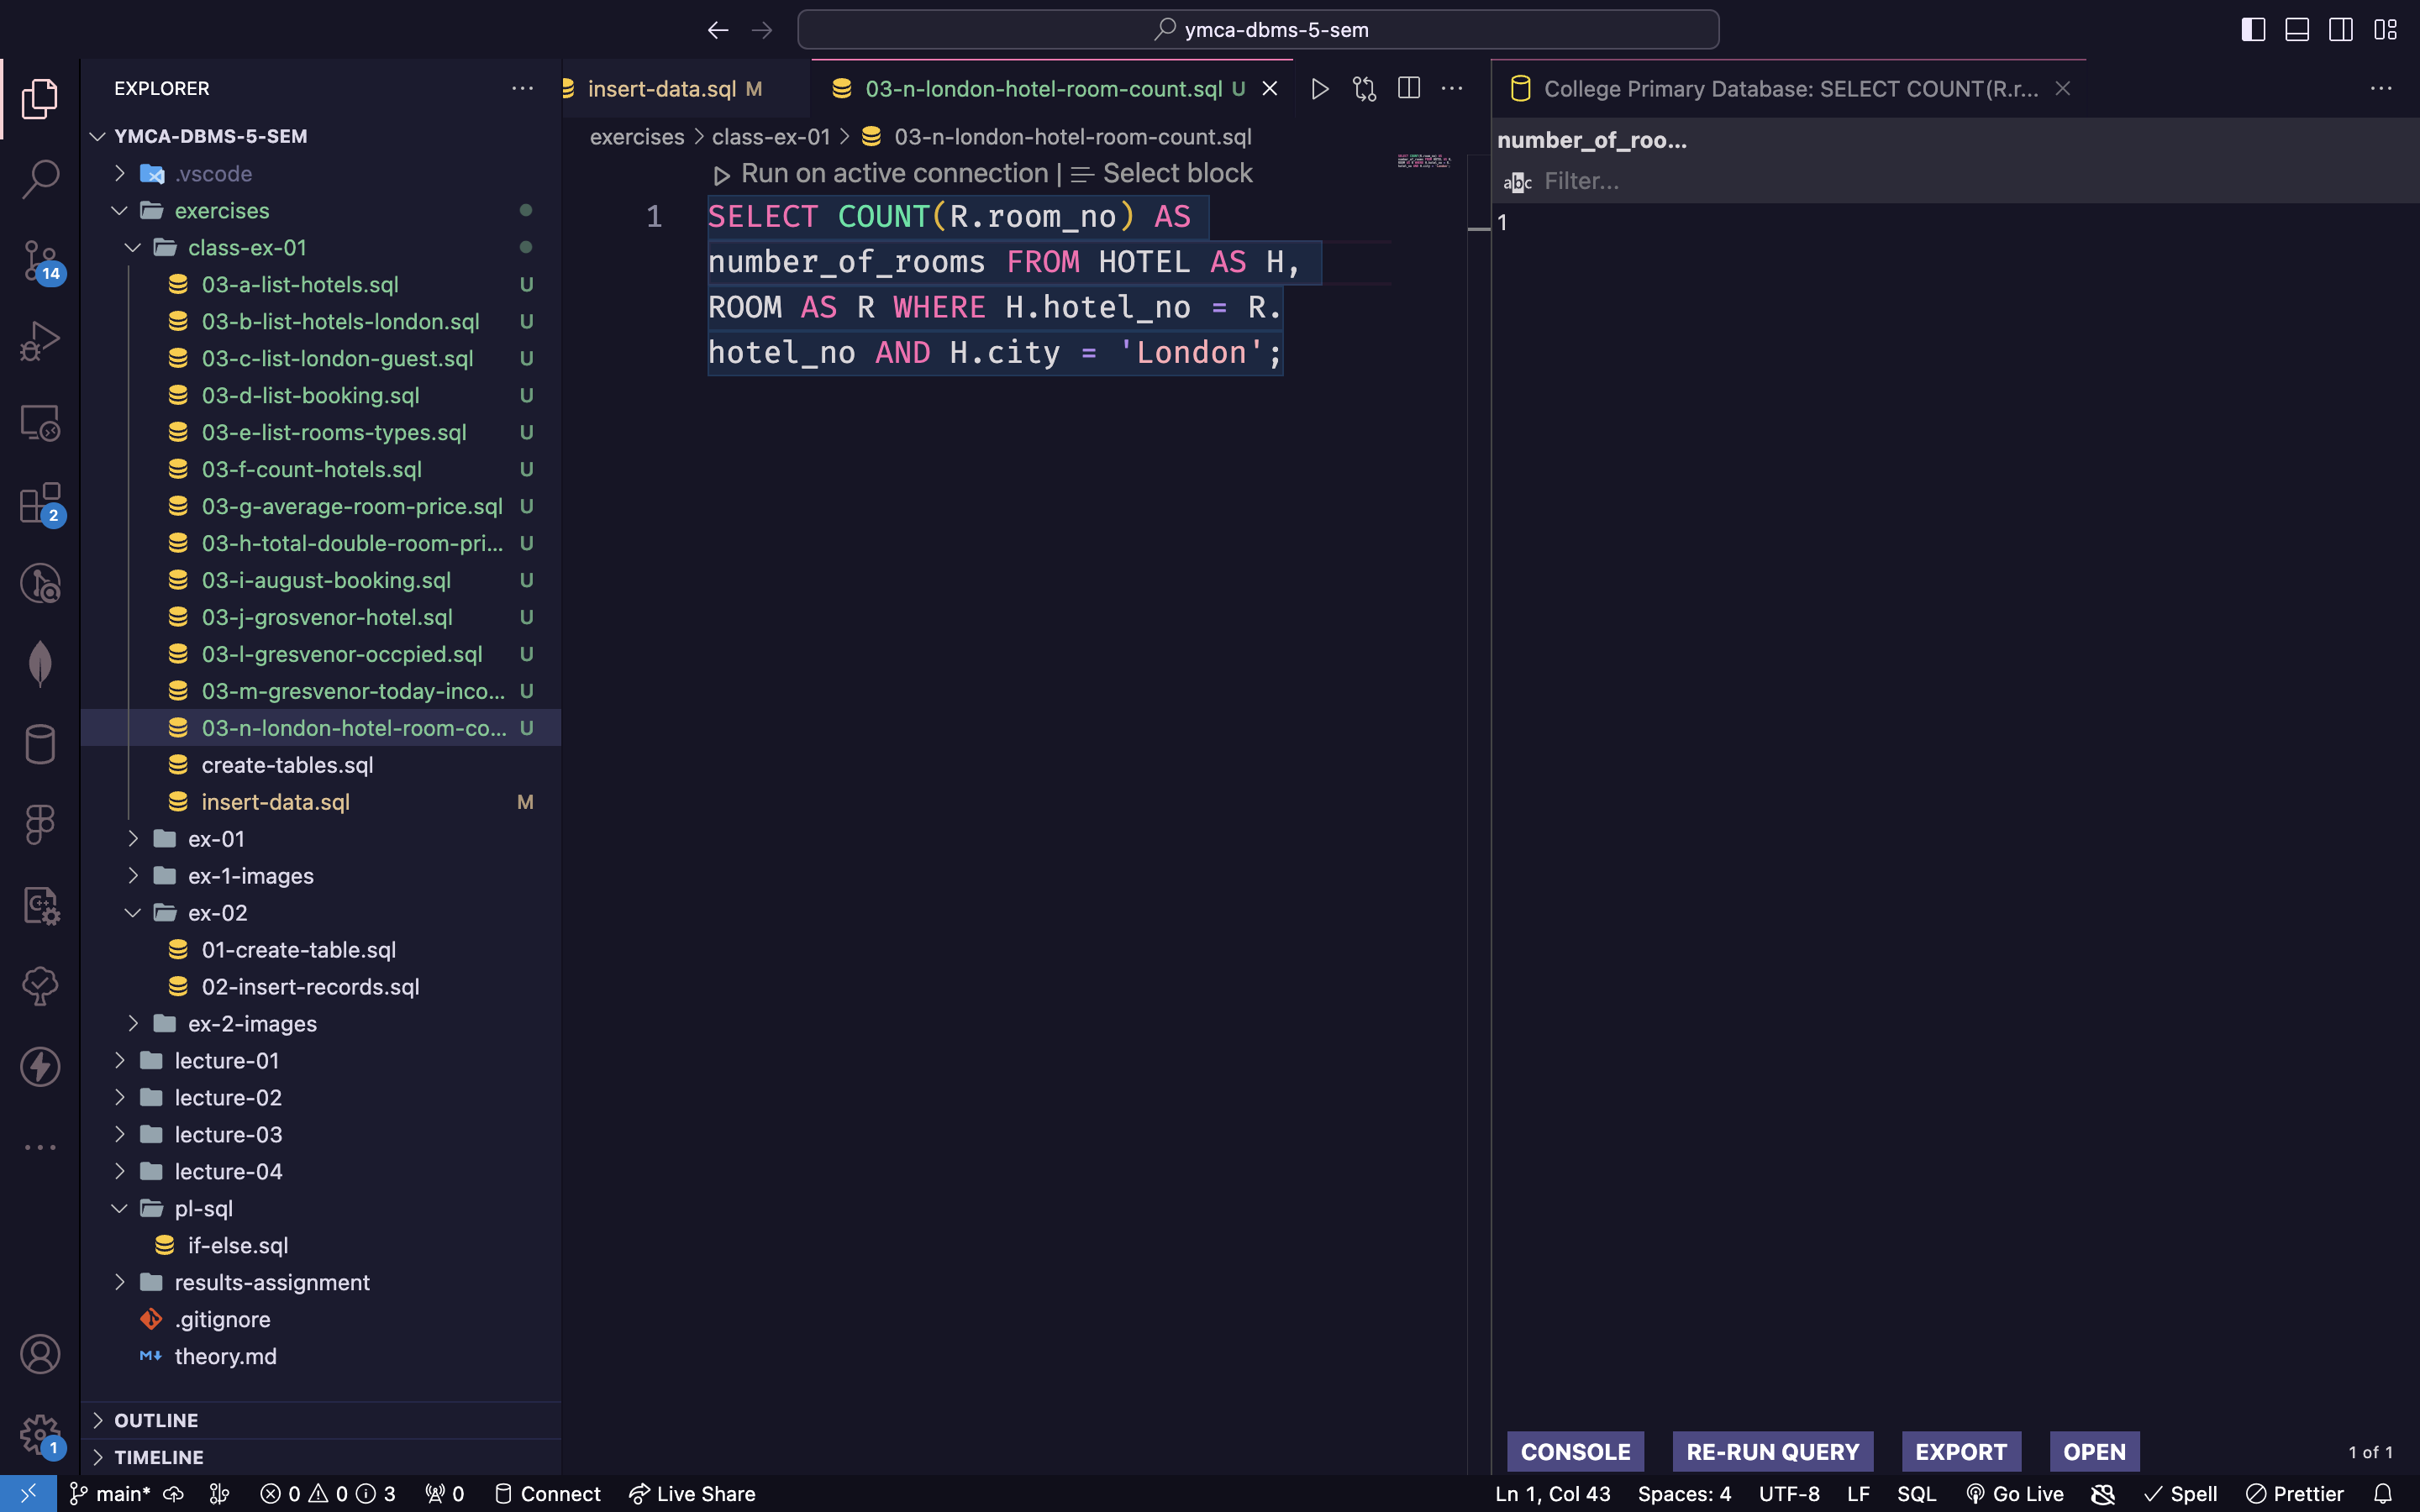 ymca-dbms-5-sem
EXPLORER
YMCA-DBMS-5-SEM
.vscode
exercises
class-ex-01
03-a-list-hotels.sql U
03-b-list-hotels-london.sql U
03-c-list-london-guest.sql U
03-d-list-booking.sql U
03-e-list-rooms-types.sql U
03-f-count-hotels.sql U
03-g-average-room-price.sql U
03-h-total-double-room-pri... U
03-i-august-booking.sql U
03-j-grosvenor-hotel.sql U
03-l-gresvenor-occpied.sql U
03-m-gresvenor-today-inco... U
03-n-london-hotel-room-co... U
create-tables.sql
insert-data.sql M
ex-01
ex-1-images
ex-02
01-create-table.sql
02-insert-records.sql
ex-2-images
lecture-01
lecture-02
lecture-03
lecture-04
pl-sql
if-else.sql
results-assignment
.gitignore
theory.md
OUTLINE
TIMELINE
14
2
1
insert-data.sql M
03-n-london-hotel-room-count.sql U
exercises > class-ex-01 > 03-n-london-hotel-room-count.sql
Run on active connection | Select block
1 SELECT COUNT(R.room_no) AS
number_of_rooms FROM HOTEL AS H,
ROOM AS R WHERE H.hotel_no = R.
hotel_no AND H.city = 'London';
College Primary Database: SELECT COUNT(R.r...
number_of_roo...
abc Filter...
1
CONSOLE RE-RUN QUERY EXPORT OPEN 1 of 1
main* 0 0 3 0 Connect Live Share Ln 1, Col 43 Spaces: 4 UTF-8 LF SQL Go Live Spell Prettier